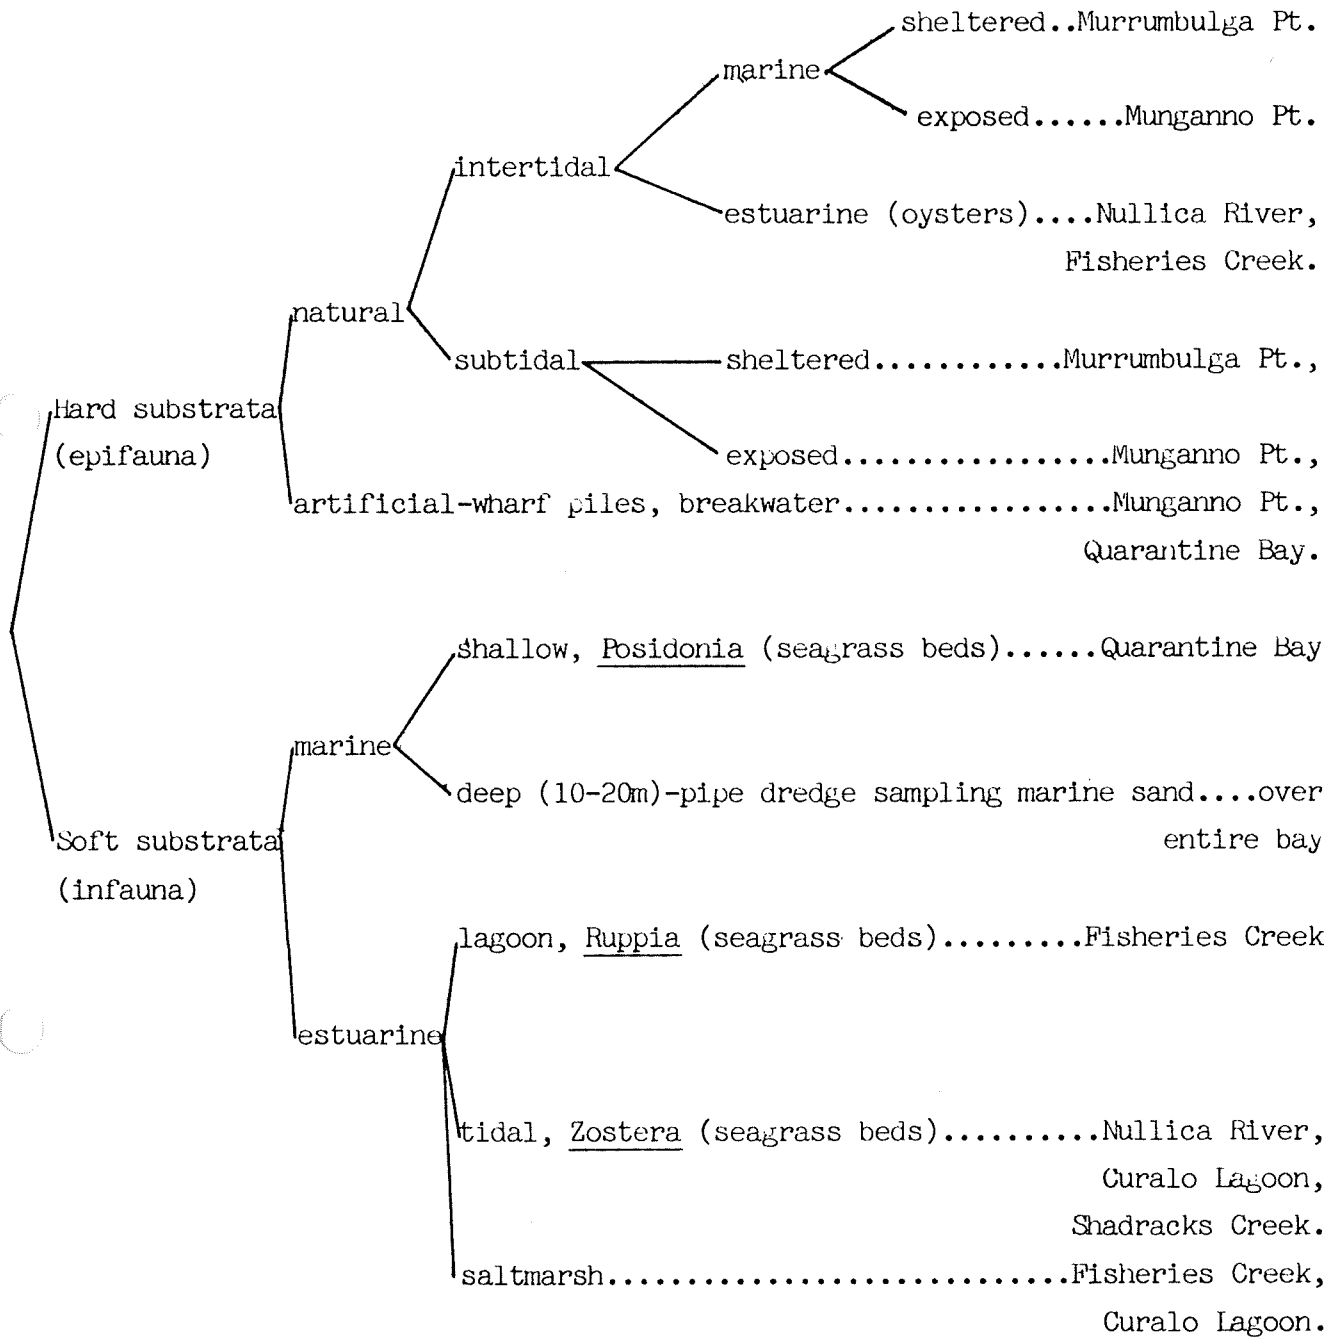 sheltered..Murrumbulga Pt.
marine
exposed......Munganno Pt.
intertidal
estuarine (oysters)....Nullica River,
Fisheries Creek.
natural
subtidal
sheltered............Murrumbulga Pt.,
Hard substrata
(epifauna)
exposed.................Munganno Pt.,
artificial-wharf piles, breakwater.................Munganno Pt.,
Quarantine Bay.
shallow, Posidonia (seagrass beds)......Quarantine Bay
marine
deep (10-20m)-pipe dredge sampling marine sand....over
entire bay
Soft substrata
(infauna)
lagoon, Ruppia (seagrass beds).........Fisheries Creek
estuarine
tidal, Zostera (seagrass beds)..........Nullica River,
Curalo Lagoon,
Shadracks Creek.
saltmarsh.............................Fisheries Creek,
Curalo Lagoon.